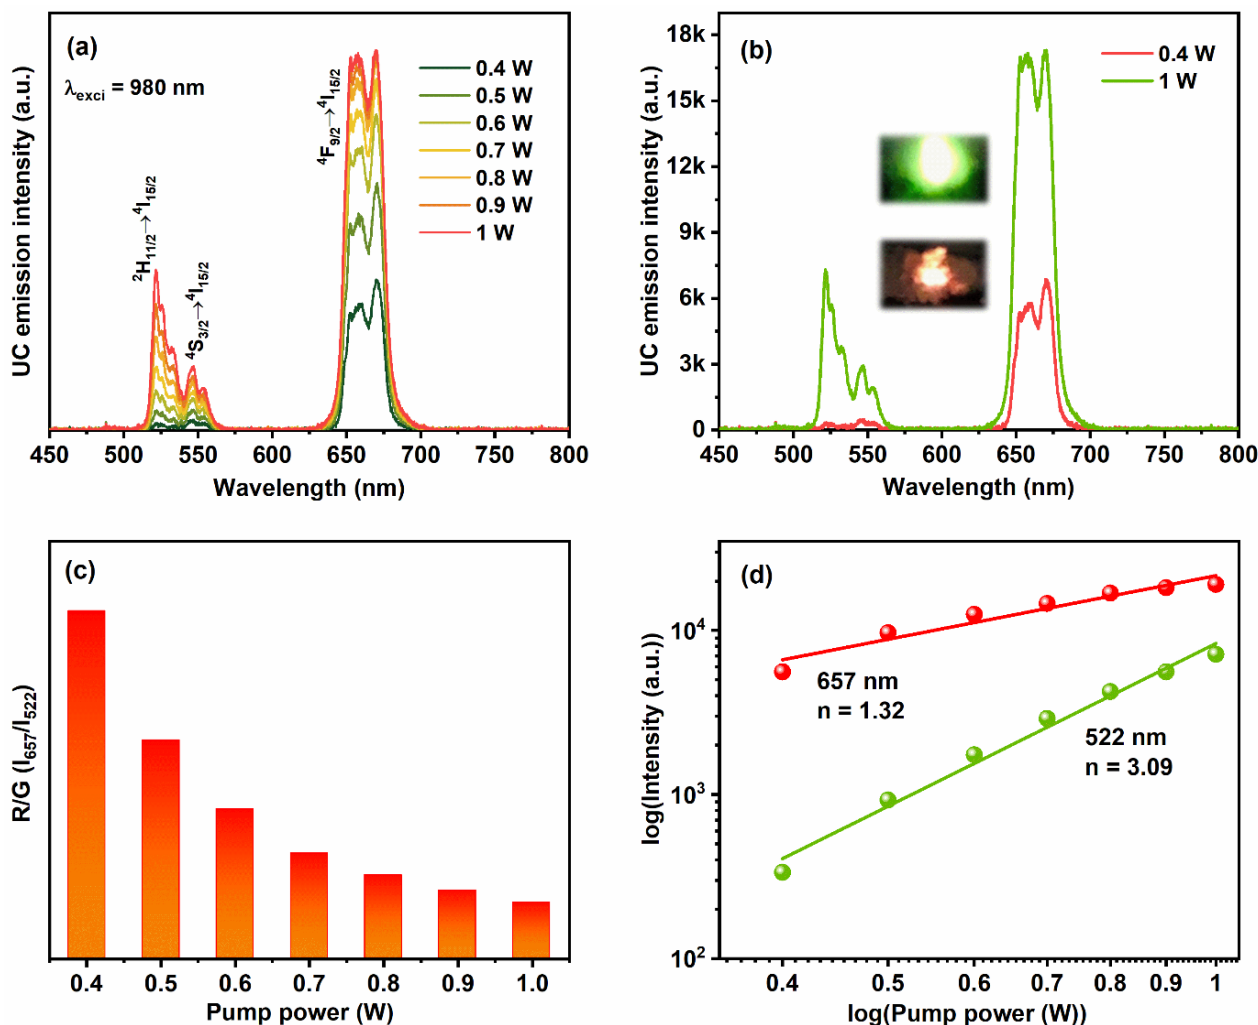 (a)
λexci = 980 nm
²H11/2→⁴I15/2
⁴S3/2→⁴I15/2
⁴F9/2→⁴I15/2
0.4 W
0.5 W
0.6 W
0.7 W
0.8 W
0.9 W
1 W
UC emission intensity (a.u.)
450 500 550 600 650 700 750 800
Wavelength (nm)
(b)
0.4 W
1 W
UC emission intensity (a.u.)
18k
15k
12k
9k
6k
3k
0
450 500 550 600 650 700 750 800
Wavelength (nm)
(c)
R/G (I657/I522)
0.4 0.5 0.6 0.7 0.8 0.9 1.0
Pump power (W)
(d)
log(Intensity (a.u.))
10⁴
10³
10²
657 nm
n = 1.32
522 nm
n = 3.09
0.4 0.5 0.6 0.7 0.8 0.9 1
log(Pump power (W))